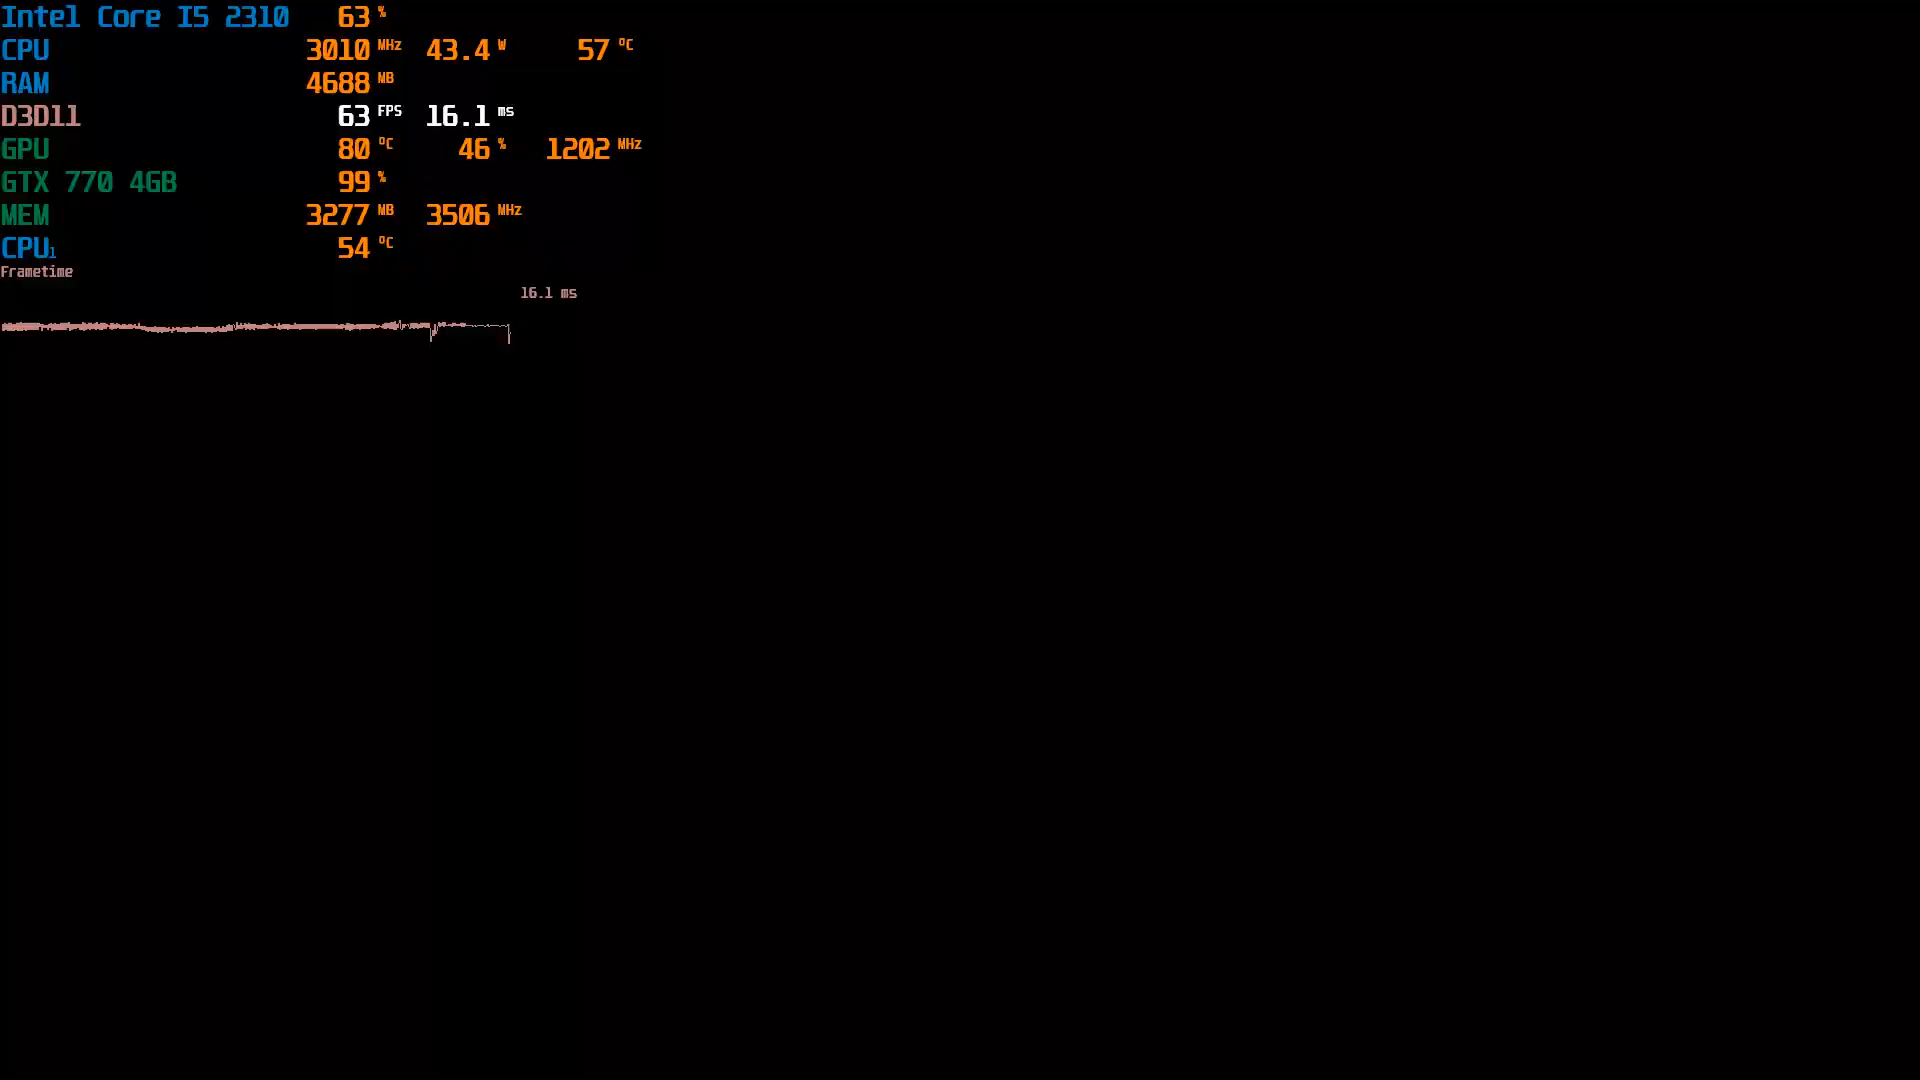 Intel Core I5 2310 63 %
CPU 3010 MHz 43.4 W 57 °C
RAM 4688 MB
D3D11 63 FPS 16.1 ms
GPU 80 °C 46 % 1202 MHz
GTX 770 4GB 99 %
MEM 3277 MB 3506 MHz
CPU1 54 °C
Frametime
16.1 ms